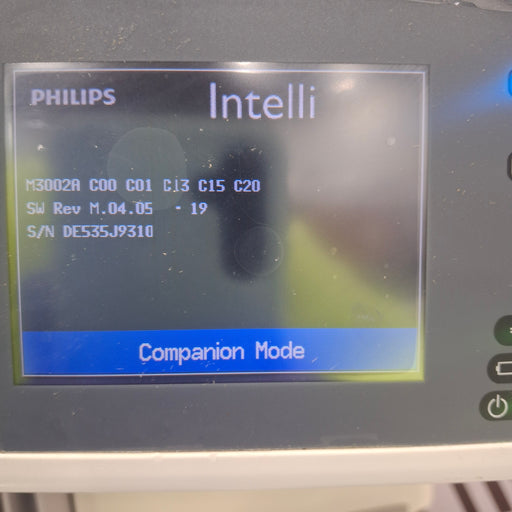 PHILIPS
Intelli
M3002A C00 C01 C13 C15 C20
SW Rev M.04.05 - 19
S/N DE535J9310
Companion Mode